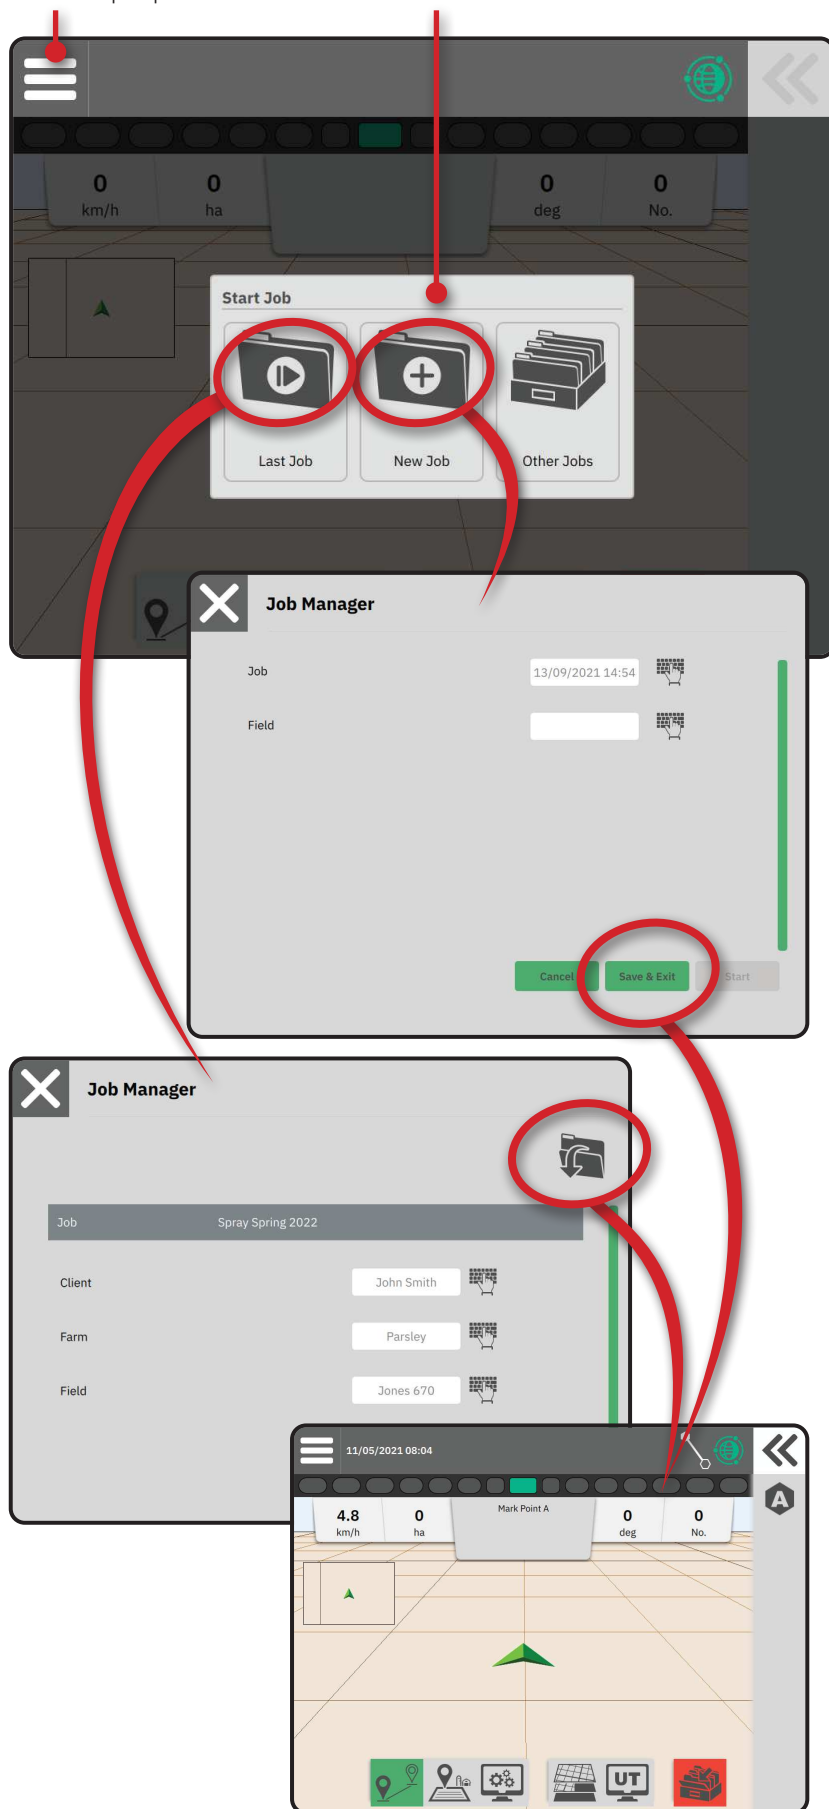 0 0 0 0
km/h ha deg No.
Start Job
Last Job New Job Other Jobs
Job Manager
Job 13/09/2021 14:54
Field
Cancel Save & Exit Start
Job Manager
Job Spray Spring 2022
Client John Smith
Farm Parsley
Field Jones 670
11/05/2021 08:04
Mark Point A
4.8 0 0 0
km/h ha deg No.
A
UT